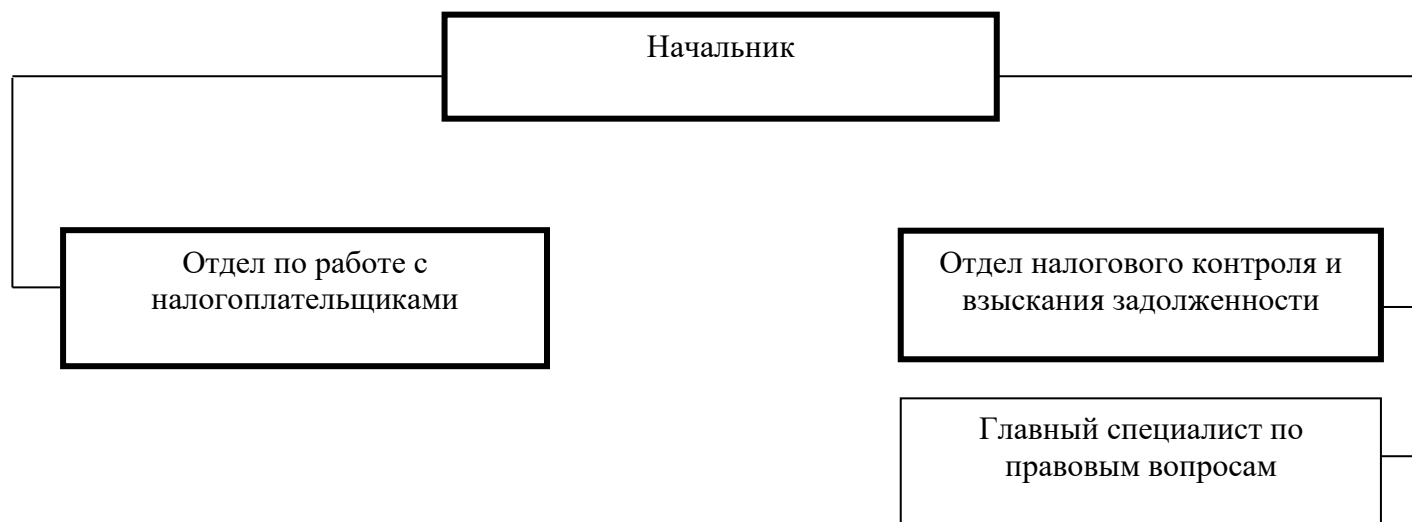 Начальник
Отдел по работе с
налогоплательщиками
Отдел налогового контроля и
взыскания задолженности
Главный специалист по
правовым вопросам